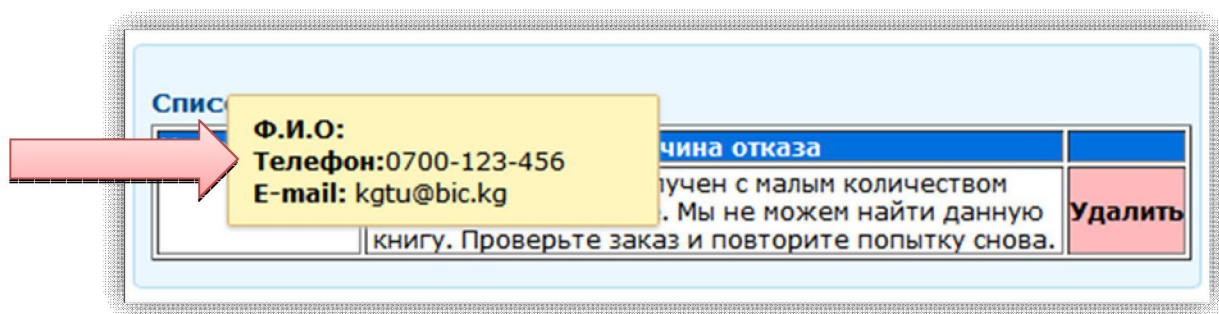 Спис
Ф.И.О:
Телефон:0700-123-456
E-mail: kgtu@bic.kg
чина отказа
лучен с малым количеством
. Мы не можем найти данную
книгу. Проверьте заказ и повторите попытку снова.
Удалить